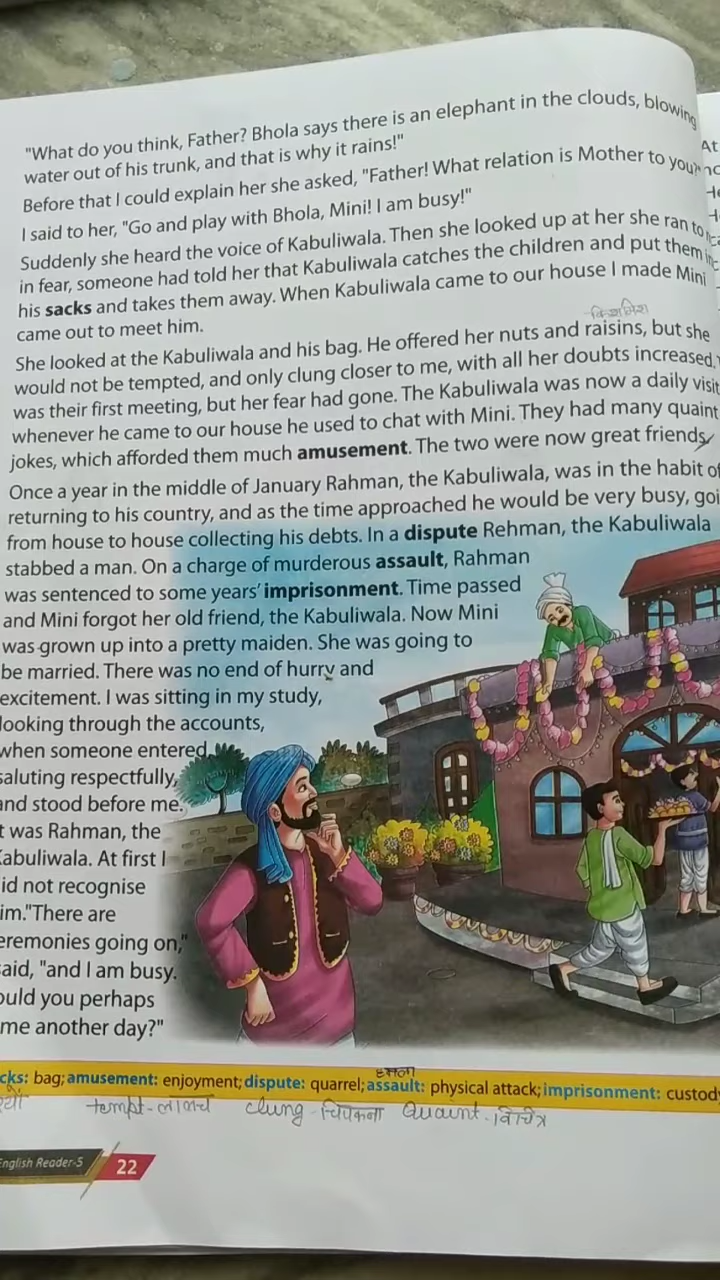 "What do you think, Father? Bhola says there is an elephant in the clouds, blowing
water out of his trunk, and that is why it rains!"
Before that I could explain her she asked, "Father! What relation is Mother to you?"
I said to her, "Go and play with Bhola, Mini! I am busy!"
Suddenly she heard the voice of Kabuliwala. Then she looked up at her she ran to
in fear, someone had told her that Kabuliwala catches the children and put them
his sacks and takes them away. When Kabuliwala came to our house I made Mini
came out to meet him.
किशमिश
She looked at the Kabuliwala and his bag. He offered her nuts and raisins, but she
would not be tempted, and only clung closer to me, with all her doubts increased.
was their first meeting, but her fear had gone. The Kabuliwala was now a daily visit
whenever he came to our house he used to chat with Mini. They had many quaint
jokes, which afforded them much amusement. The two were now great friends
Once a year in the middle of January Rahman, the Kabuliwala, was in the habit of
returning to his country, and as the time approached he would be very busy, goi
from house to house collecting his debts. In a dispute Rehman, the Kabuliwala
stabbed a man. On a charge of murderous assault, Rahman
was sentenced to some years' imprisonment. Time passed
and Mini forgot her old friend, the Kabuliwala. Now Mini
was grown up into a pretty maiden. She was going to
be married. There was no end of hurry and
excitement. I was sitting in my study,
looking through the accounts,
when someone entered,
saluting respectfully,
and stood before me.
t was Rahman, the
Kabuliwala. At first I
id not recognise
im."There are
eremonies going on,"
said, "and I am busy.
ould you perhaps
me another day?"
हमला
cks: bag; amusement: enjoyment; dispute: quarrel; assault: physical attack; imprisonment: custod
tempt-लालच clung-चिपकना Quaint-विचित्र
English Reader-5
22
At